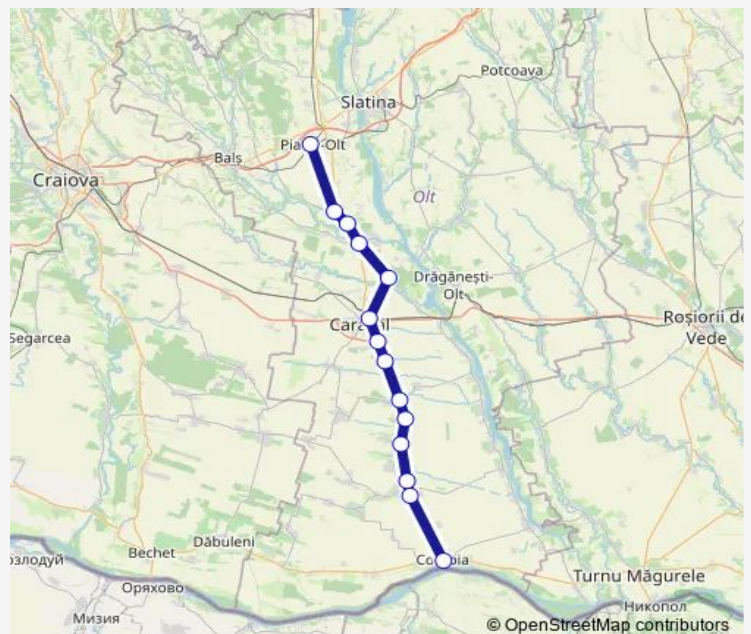 Potcoava
Slatina
Balș
Craiova
Olt
Drăgănești-
Olt
Roșiorii de
Vede
Segarcea
Dăbuleni
Bechet
Оряхово
Turnu Măgurele
Никопол
Мизия
© OpenStreetMap contributors